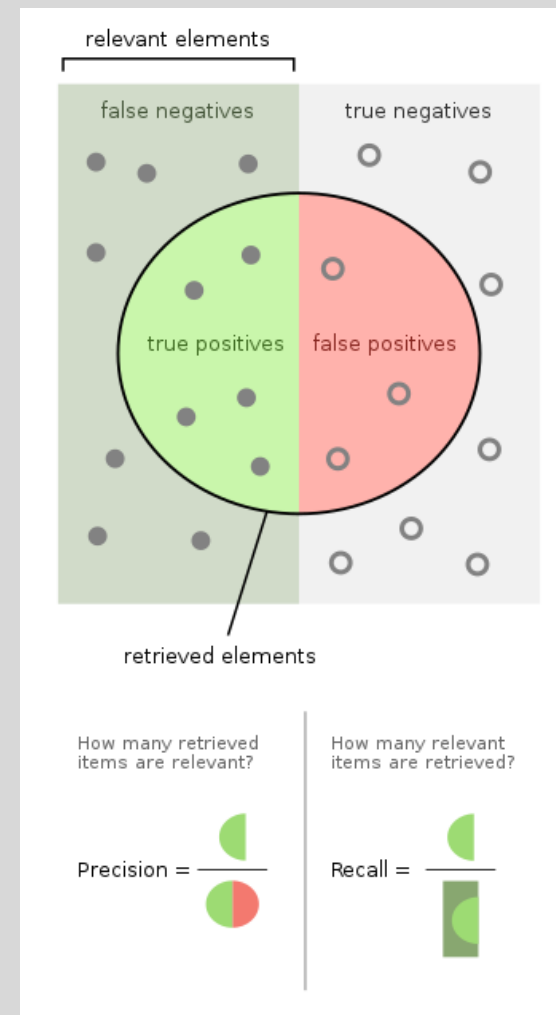 relevant elements
false negatives
true negatives
true positives
false positives
retrieved elements
How many retrieved
items are relevant?
Precision =
How many relevant
items are retrieved?
Recall =